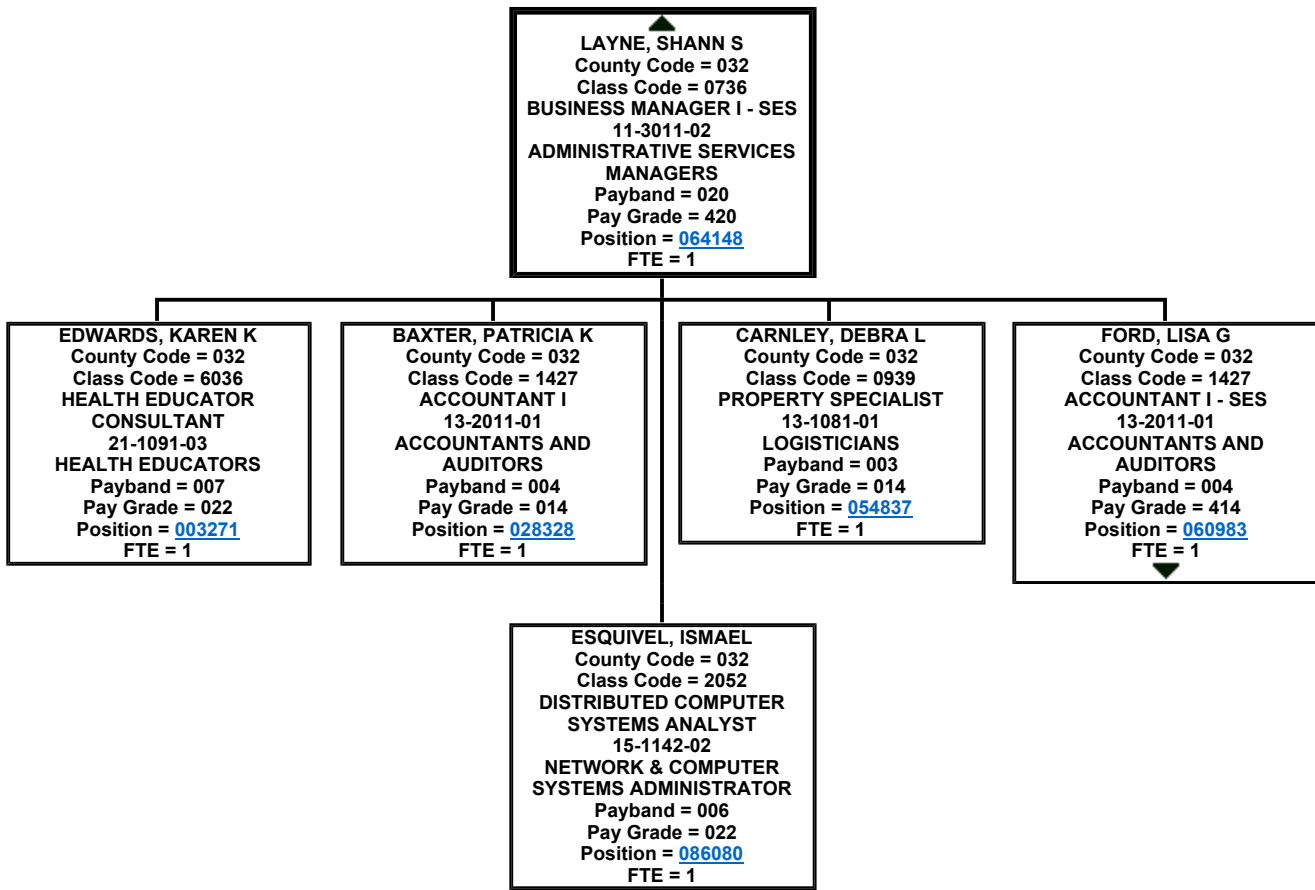 LAYNE, SHANN S
County Code = 032
Class Code = 0736
BUSINESS MANAGER I - SES
11-3011-02
ADMINISTRATIVE SERVICES
MANAGERS
Payband = 020
Pay Grade = 420
Position = 064148
FTE = 1
EDWARDS, KAREN K
County Code = 032
Class Code = 6036
HEALTH EDUCATOR
CONSULTANT
21-1091-03
HEALTH EDUCATORS
Payband = 007
Pay Grade = 022
Position = 003271
FTE = 1
BAXTER, PATRICIA K
County Code = 032
Class Code = 1427
ACCOUNTANT I
13-2011-01
ACCOUNTANTS AND
AUDITORS
Payband = 004
Pay Grade = 014
Position = 028328
FTE = 1
CARNLEY, DEBRA L
County Code = 032
Class Code = 0939
PROPERTY SPECIALIST
13-1081-01
LOGISTICIANS
Payband = 003
Pay Grade = 014
Position = 054837
FTE = 1
FORD, LISA G
County Code = 032
Class Code = 1427
ACCOUNTANT I - SES
13-2011-01
ACCOUNTANTS AND
AUDITORS
Payband = 004
Pay Grade = 414
Position = 060983
FTE = 1
ESQUIVEL, ISMAEL
County Code = 032
Class Code = 2052
DISTRIBUTED COMPUTER
SYSTEMS ANALYST
15-1142-02
NETWORK & COMPUTER
SYSTEMS ADMINISTRATOR
Payband = 006
Pay Grade = 022
Position = 086080
FTE = 1